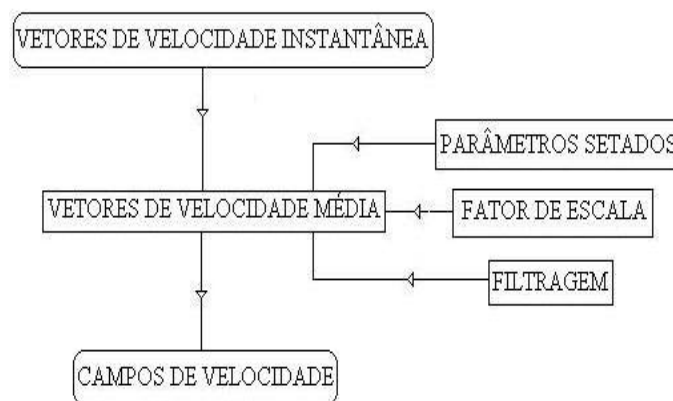 VETORES DE VELOCIDADE INSTANTÂNEA
PARÂMETROS SETADOS
VETORES DE VELOCIDADE MÉDIA
FATOR DE ESCALA
FILTRAGEM
CAMPOS DE VELOCIDADE